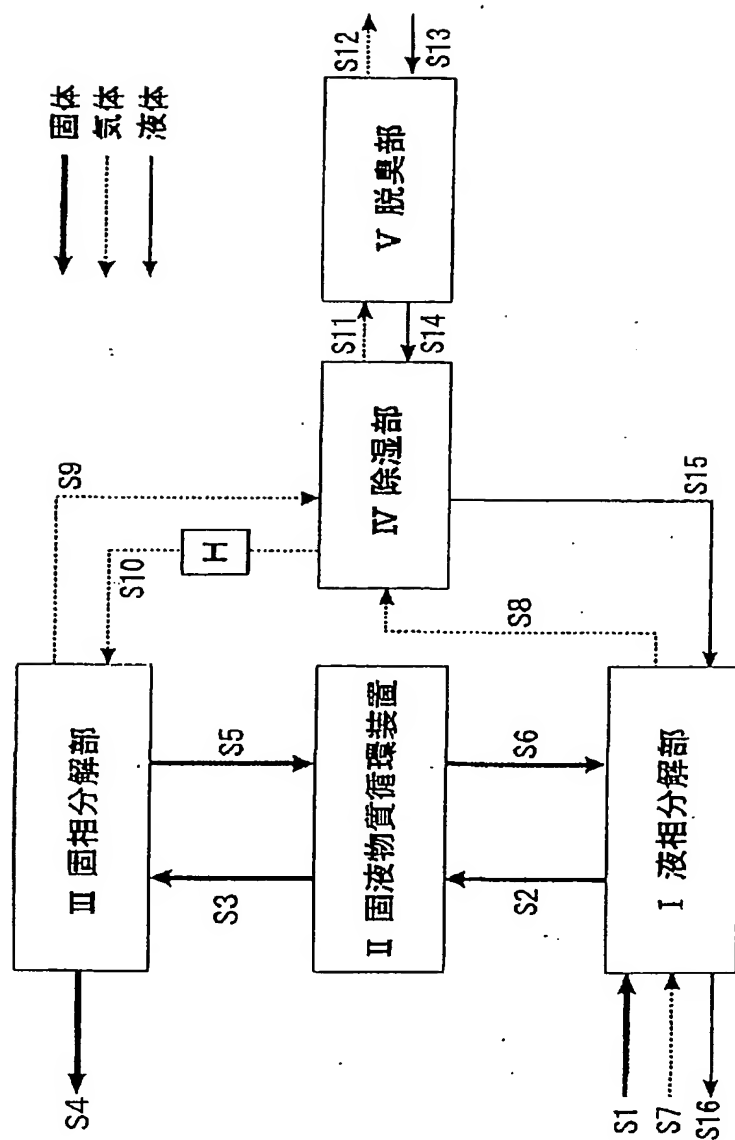 固体
気体
液体
S12
S13
V 脱臭部
S11
S14
S9
S10
H
IV 除湿部
S8
S15
III 固相分解部
S4
S5
S3
II 固液物質循環装置
S6
S2
I 液相分解部
S1
S7
S16